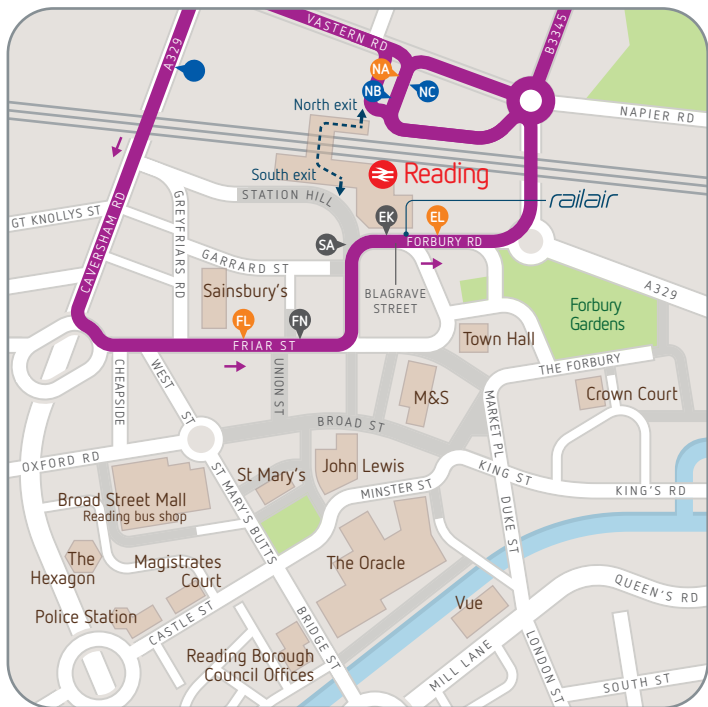 VASTERN RD
B3345
A329
NA
NB
NC
NAPIER RD
North exit
South exit
Reading
STATION HILL
railair
GT KNOLLYS ST
GREYFRIARS RD
CAVERSHAM RD
EK
EL
SA
FORBURY RD
GARRARD ST
BLAGRAVE
STREET
A329
Sainsbury's
Forbury
Gardens
FL
FN
FRIAR ST
Town Hall
THE FORBURY
CHEAPSIDE
WEST ST
UNION ST
M&S
MARKET PL
Crown Court
BROAD ST
OXFORD RD
ST MARY'S BUTTS
St Mary's
John Lewis
KING ST
MINSTER ST
KING'S RD
Broad Street Mall
Reading bus shop
DUKE ST
The
Hexagon
Magistrates
Court
The Oracle
QUEEN'S RD
Police Station
CASTLE ST
Vue
BRIDGE ST
Reading Borough
Council Offices
MILL LANE
LONDON ST
SOUTH ST